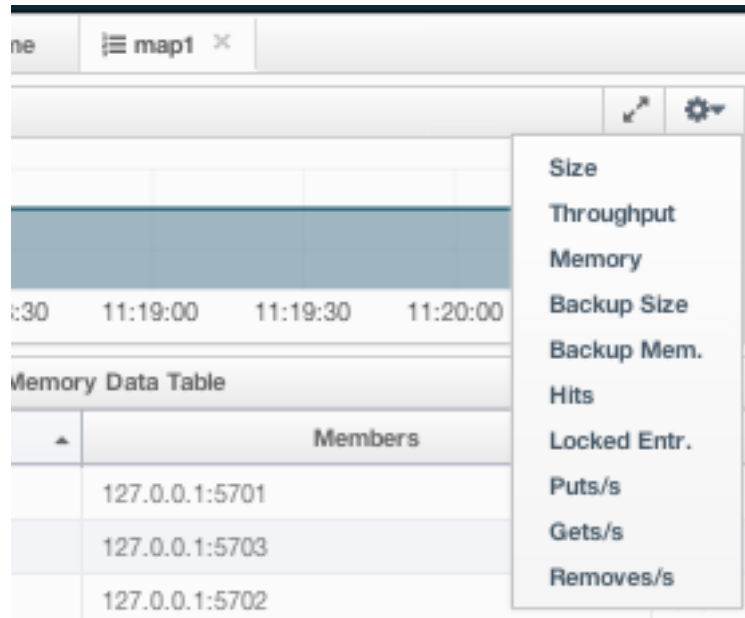 me
map1
Size
Throughput
Memory
Backup Size
Backup Mem.
Hits
Locked Entr.
Puts/s
Gets/s
Removes/s
:30 11:19:00 11:19:30 11:20:00
Memory Data Table
Members
127.0.0.1:5701
127.0.0.1:5703
127.0.0.1:5702